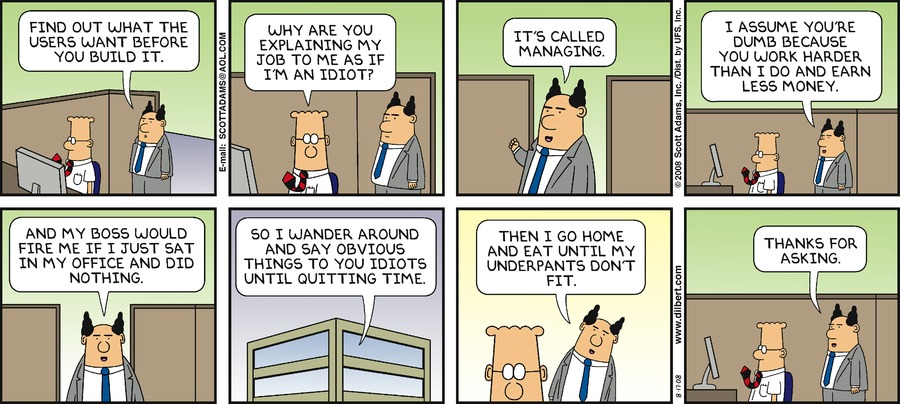 FIND OUT WHAT THE
USERS WANT BEFORE
YOU BUILD IT.
E-mail: SCOTTADAMS@AOL.COM
WHY ARE YOU
EXPLAINING MY
JOB TO ME AS IF
I'M AN IDIOT?
IT'S CALLED
MANAGING.
©2008 Scott Adams, Inc. /Dist. by UFS, Inc.
I ASSUME YOU'RE
DUMB BECAUSE
YOU WORK HARDER
THAN I DO AND EARN
LESS MONEY.
AND MY BOSS WOULD
FIRE ME IF I JUST SAT
IN MY OFFICE AND DID
NOTHING.
SO I WANDER AROUND
AND SAY OBVIOUS
THINGS TO YOU IDIOTS
UNTIL QUITTING TIME.
THEN I GO HOME
AND EAT UNTIL MY
UNDERPANTS DON'T
FIT.
www.dilbert.com
8-17-08
THANKS FOR
ASKING.